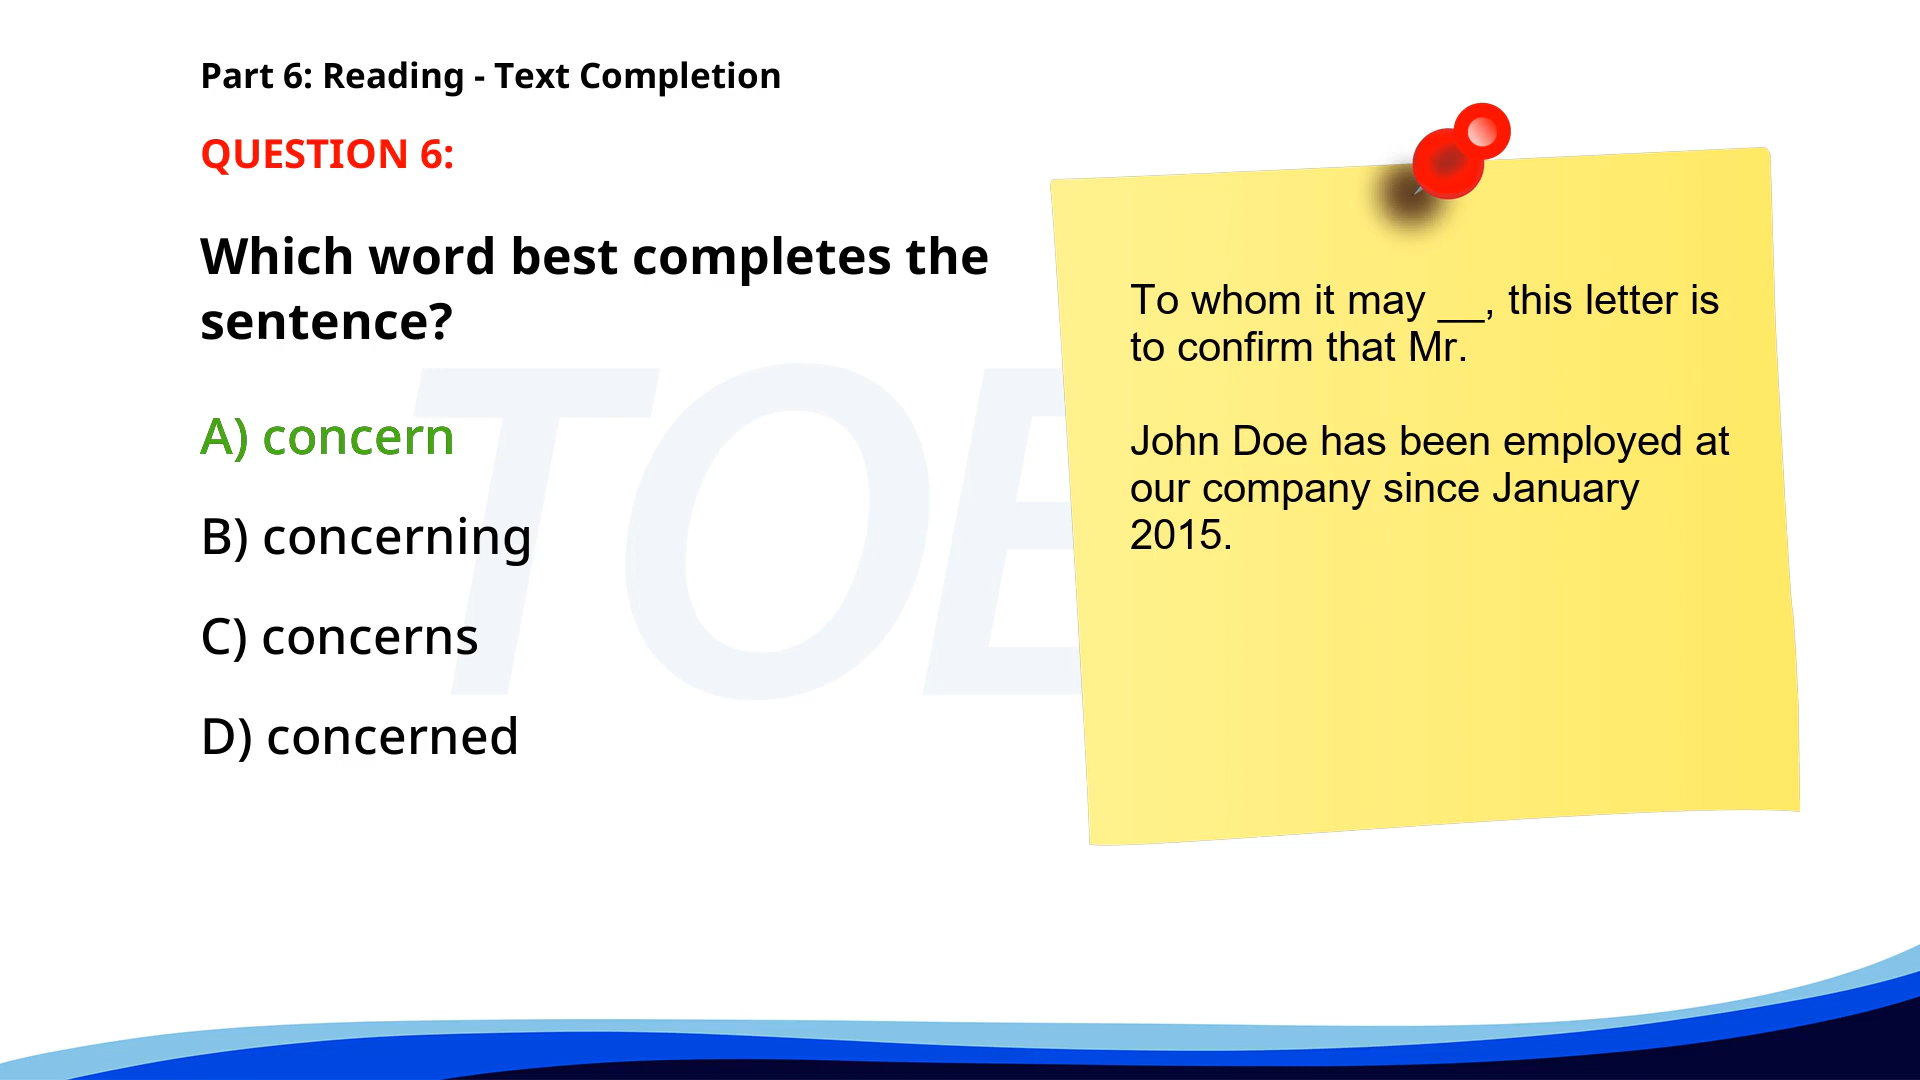 Part 6: Reading - Text Completion
QUESTION 6:
Which word best completes the
sentence?
A) concern
B) concerning
C) concerns
D) concerned
To whom it may __, this letter is
to confirm that Mr.
John Doe has been employed at
our company since January
2015.
TOE